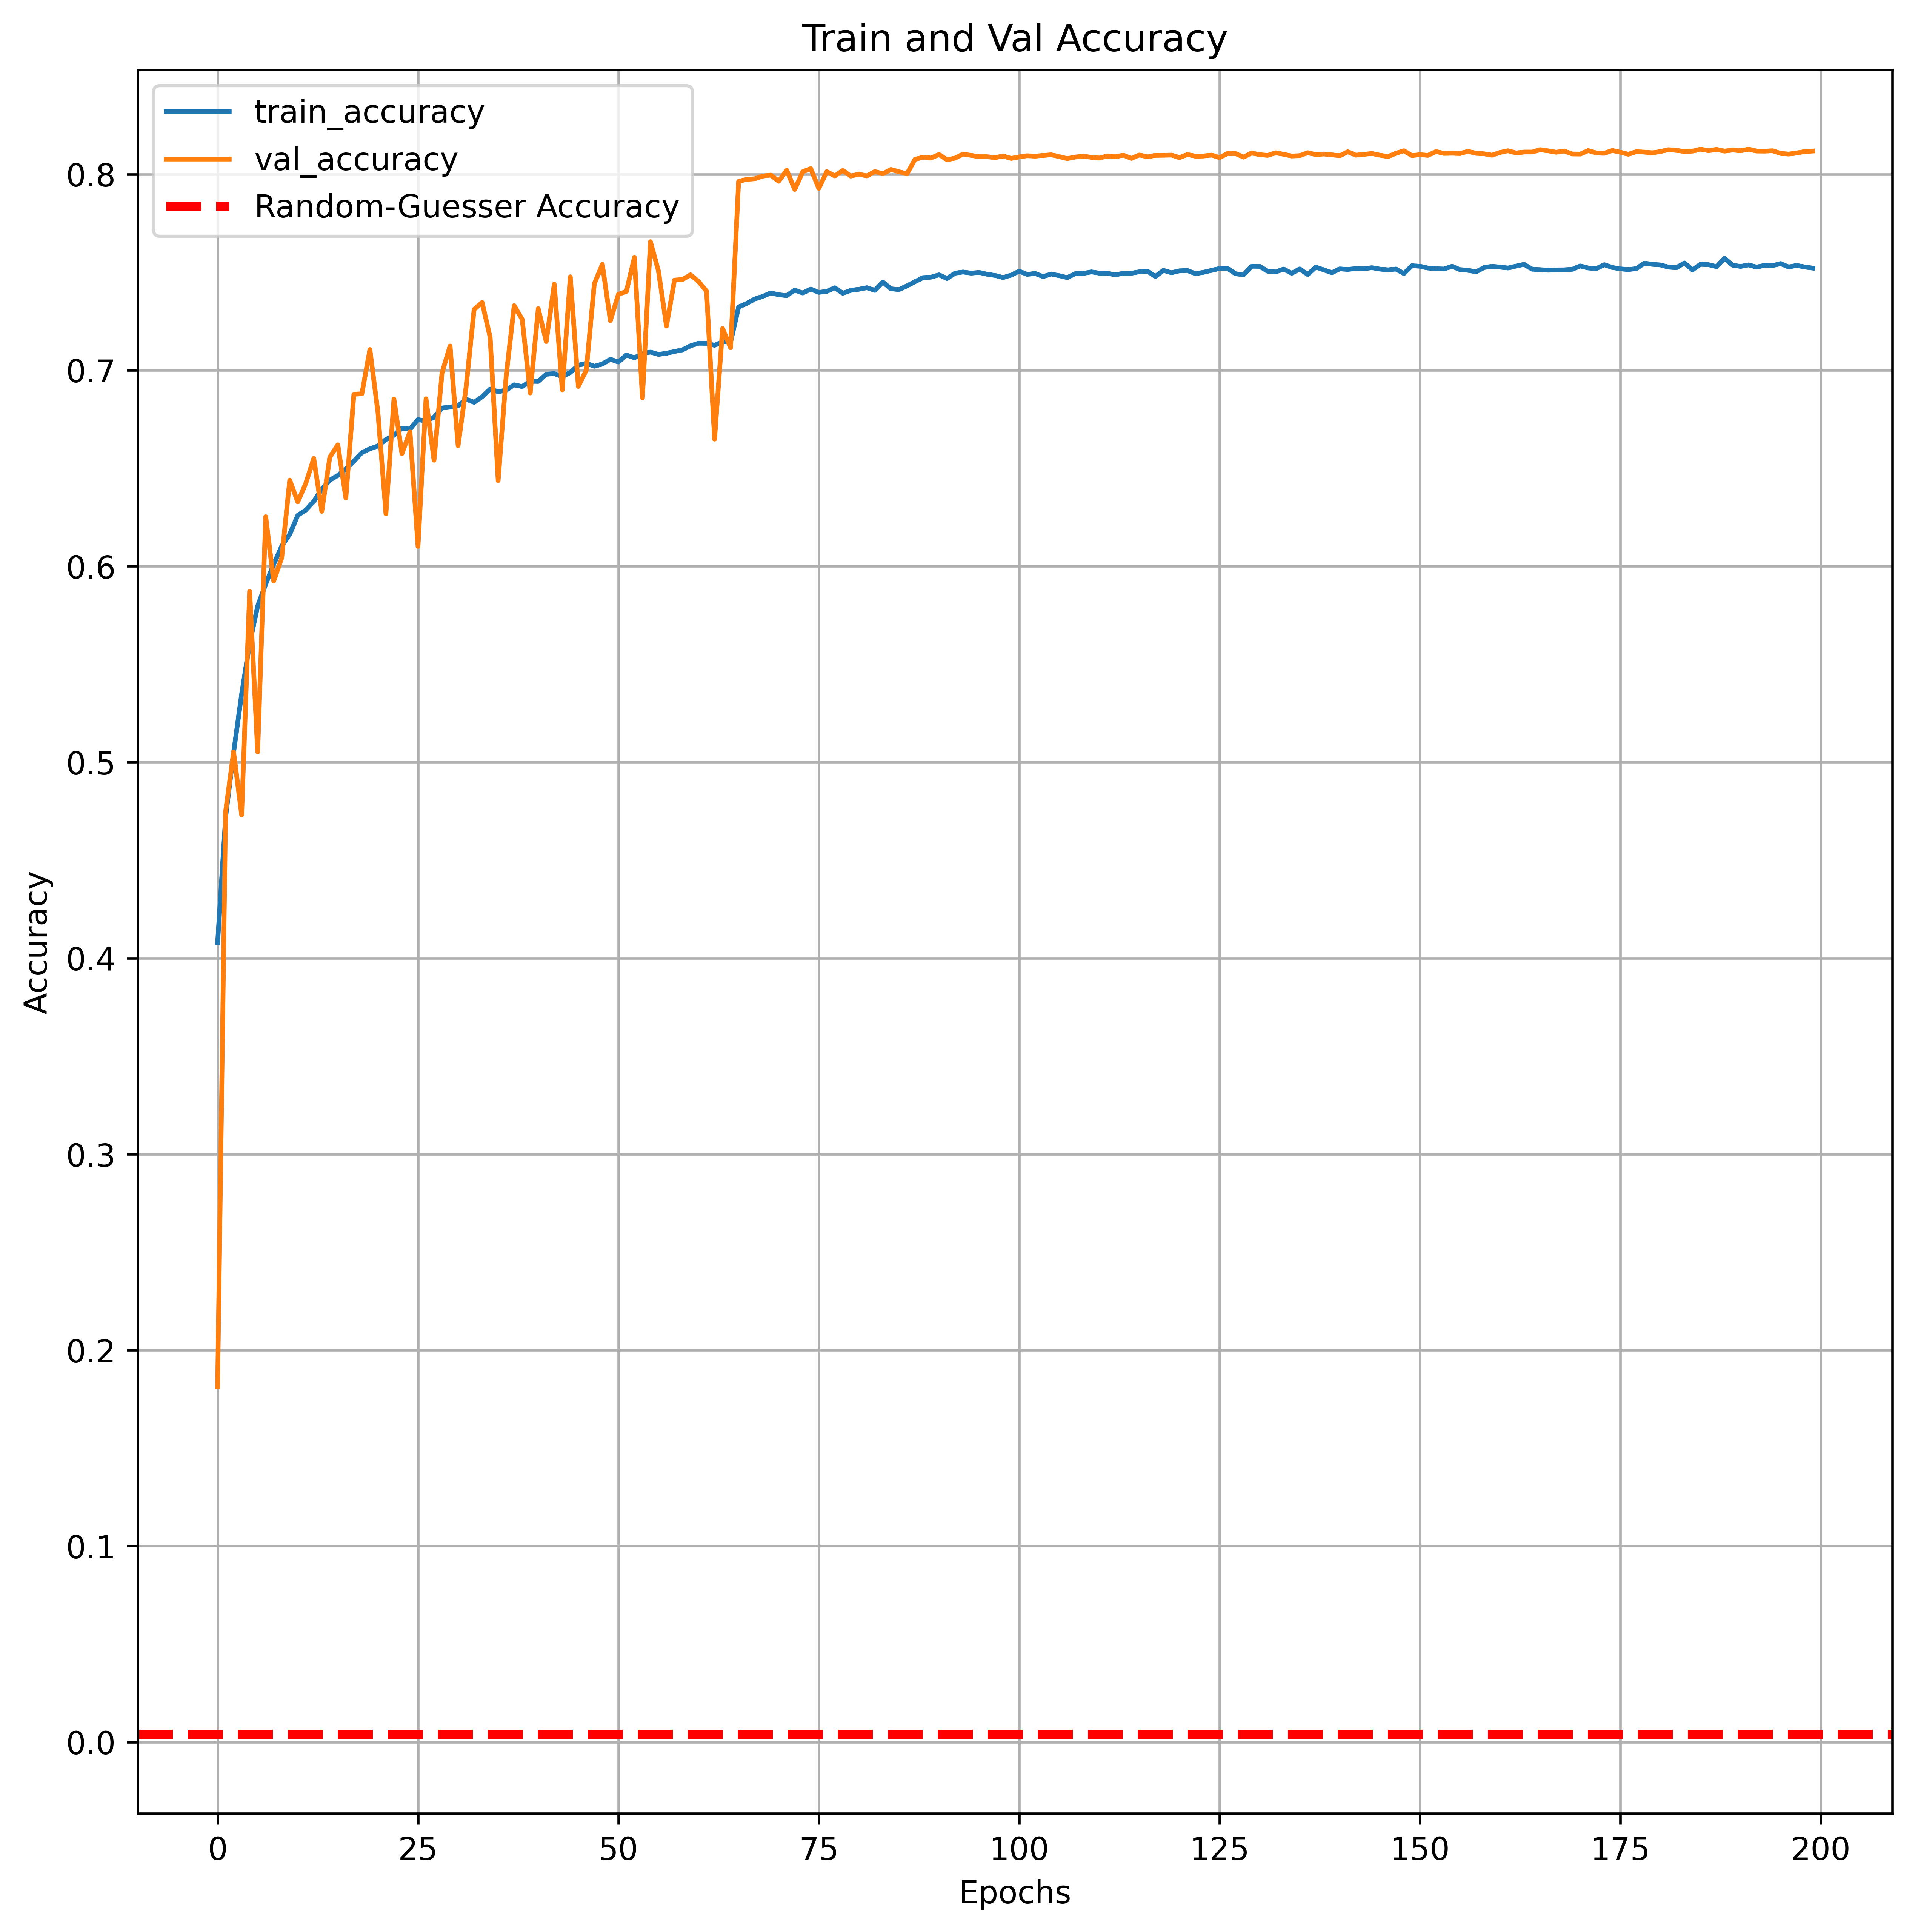 Train and Val Accuracy
train_accuracy
val_accuracy
Random-Guesser Accuracy
0.8
0.7
0.6
0.5
0.4
0.3
0.2
0.1
0.0
Accuracy
0 25 50 75 100 125 150 175 200
Epochs